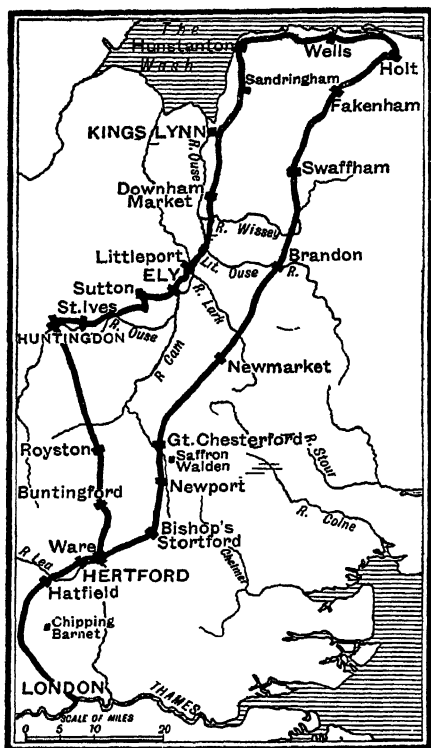 The
Hunstanton
Wash
Wells
Holt
Sandringham
Fakenham
KINGS LYNN
R. Ouse
Downham
Market
Swaffham
R. Wissey
Littleport
ELY
Lit. Ouse
R.
Brandon
Sutton
St. Ives
R. Lark
HUNTINGDON
R. Ouse
R. Cam
Newmarket
Gt. Chesterford
Royston
Saffron
Walden
R. Stour
Newport
Buntingford
R. Colne
Bishop's
Stortford
Ware
R. Lea
HERTFORD
Chelmer
Hatfield
Chipping
Barnet
LONDON
THAMES
SCALE OF MILES
0 5 10 20